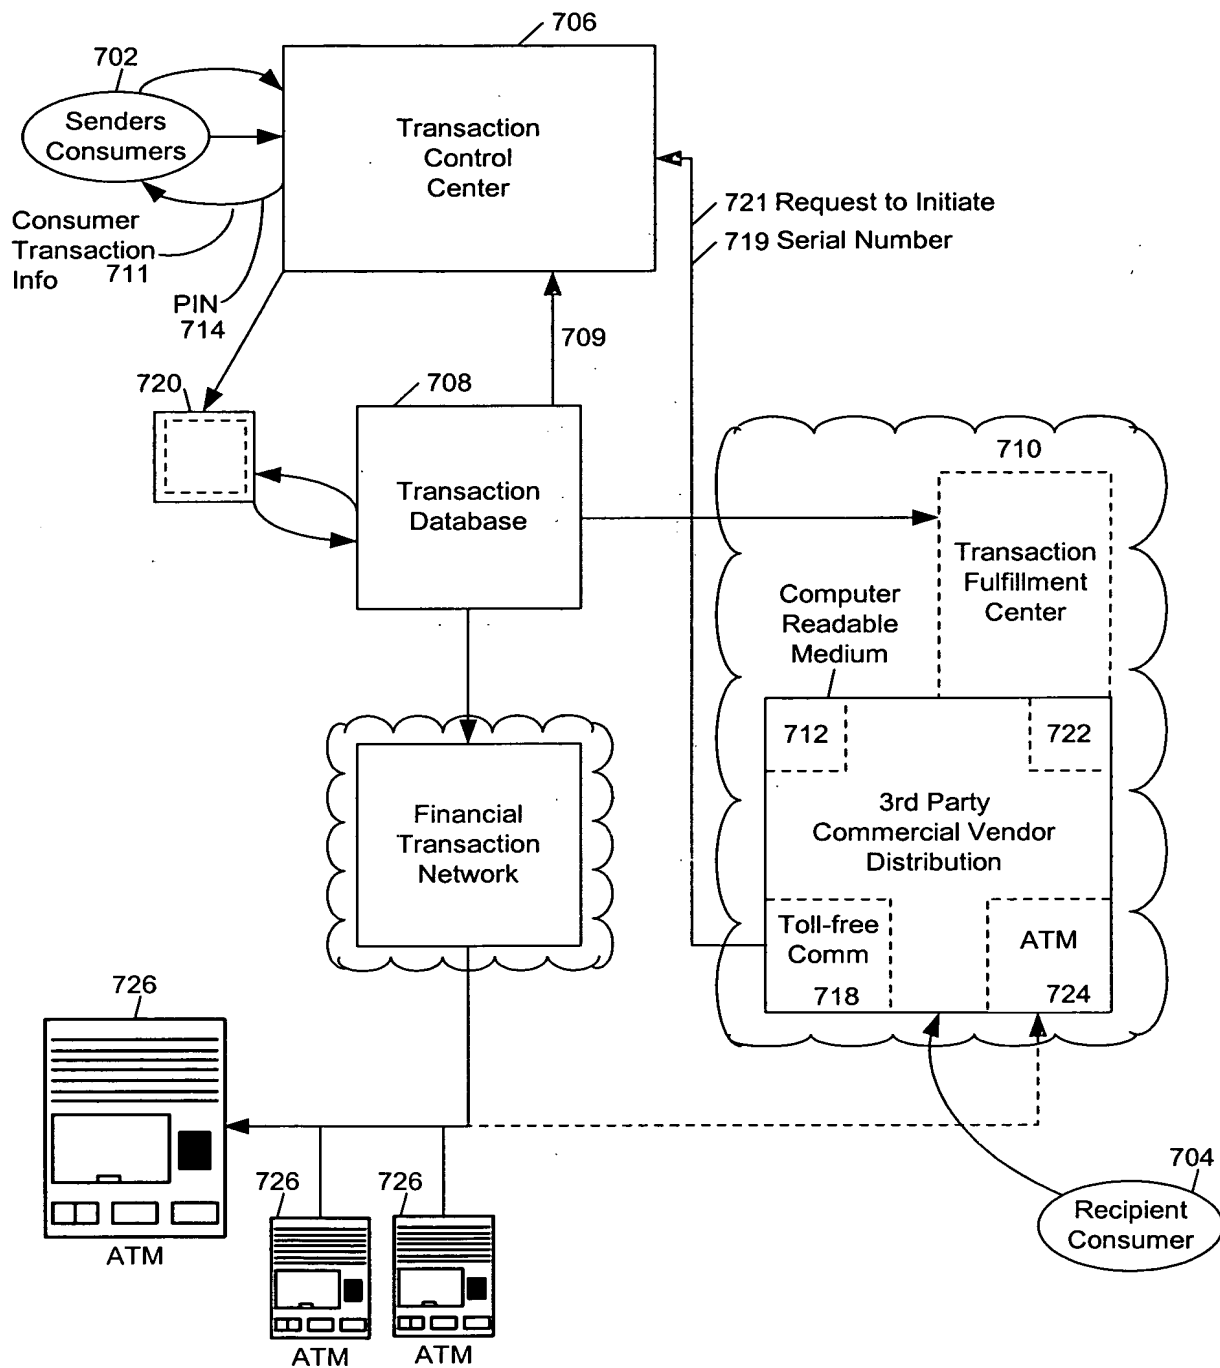 706
702
Senders
Consumers
Transaction
Control
Center
721 Request to Initiate
719 Serial Number
Consumer
Transaction
Info
711
PIN
714
709
720
708
Transaction
Database
710
Transaction
Fulfillment
Center
Computer
Readable
Medium
712
722
3rd Party
Commercial Vendor
Distribution
Financial
Transaction
Network
Toll-free
Comm
718
ATM
724
726
ATM
726
ATM
726
ATM
704
Recipient
Consumer